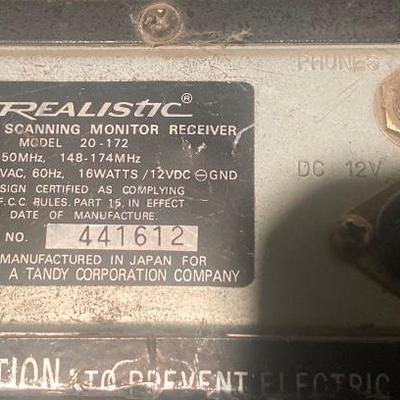 REALISTIC®
SCANNING MONITOR RECEIVER
MODEL 20-172
50MHz, 148-174MHz
VAC, 60Hz, 16WATTS/12VDC ⊖GND
SIGN CERTIFIED AS COMPLYING
F.C.C. RULES, PART 15, IN EFFECT
DATE OF MANUFACTURE.
NO. 441612
MANUFACTURED IN JAPAN FOR
A TANDY CORPORATION COMPANY
PHONES
DC 12V
TION: TO PREVENT ELECTRIC